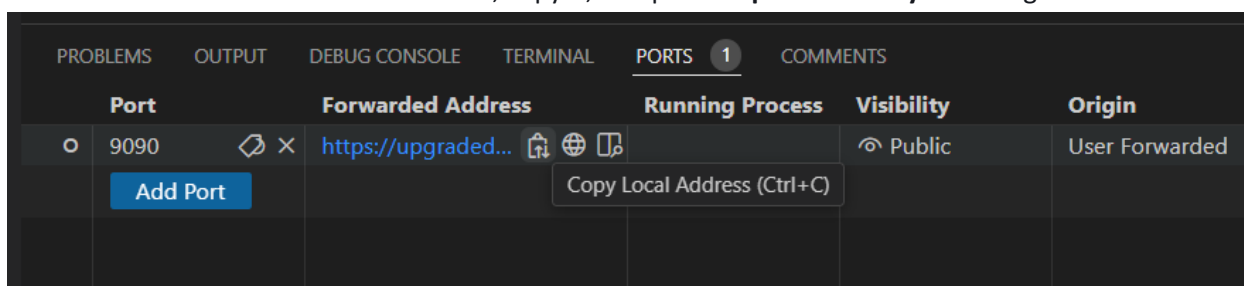 PROBLEMS OUTPUT DEBUG CONSOLE TERMINAL PORTS 1 COMMENTS
Port Forwarded Address Running Process Visibility Origin
9090 https://upgraded... Public User Forwarded
Add Port Copy Local Address (Ctrl+C)